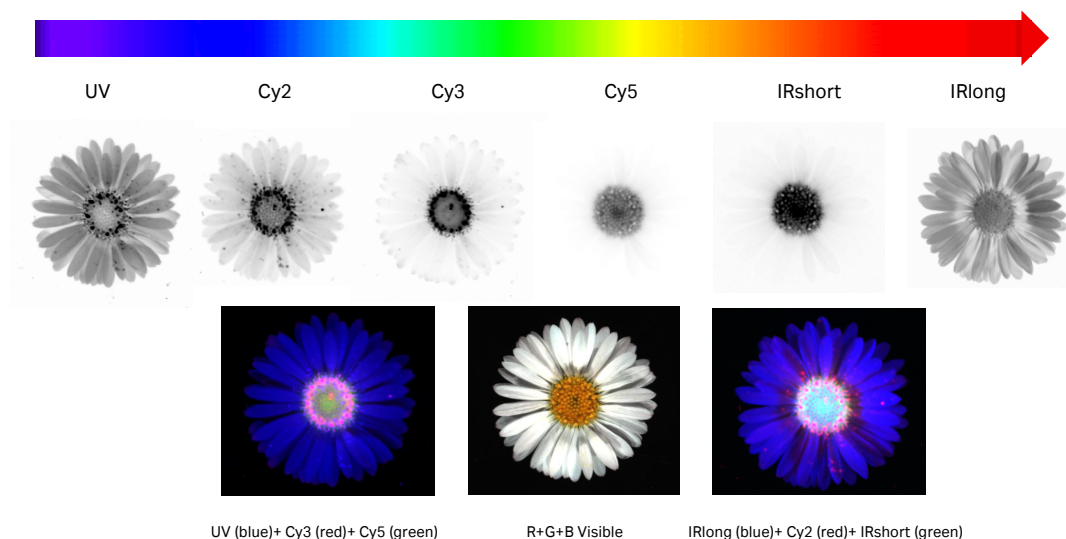 UV Cy2 Cy3 Cy5 IRshort IRlong
UV (blue)+ Cy3 (red)+ Cy5 (green) R+G+B Visible IRlong (blue)+ Cy2 (red)+ IRshort (green)